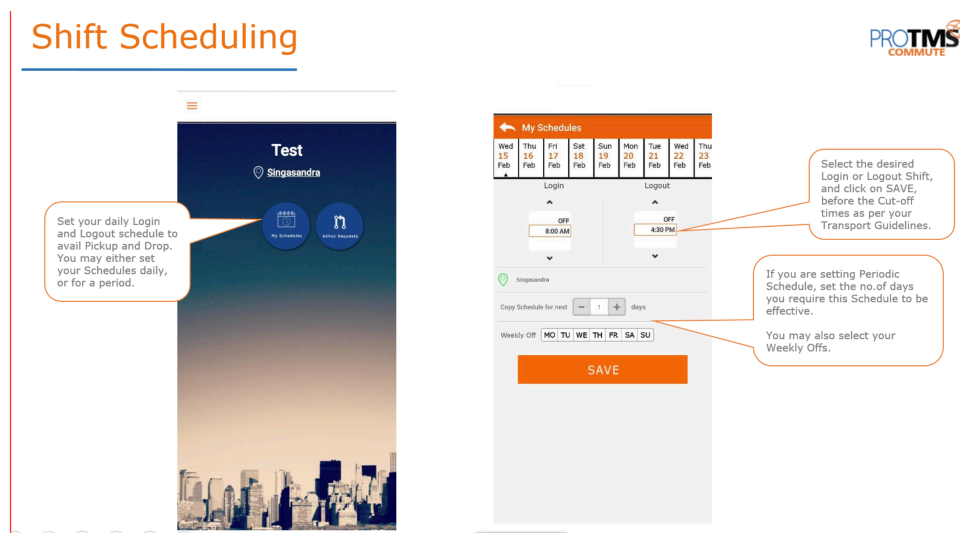 Shift Scheduling
PROTMS
COMMUTE
Test
Singasandra
My Schedules
Adhoc Requests
Set your daily Login
and Logout schedule to
avail Pickup and Drop.
You may either set
your Schedules daily,
or for a period.
My Schedules
Wed Thu Fri Sat Sun Mon Tue Wed Thu
15 16 17 18 19 20 21 22 23
Feb Feb Feb Feb Feb Feb Feb Feb Feb
Login Logout
OFF OFF
8:00 AM 4:30 PM
Singasandra
Copy Schedule for next − 1 + days
Weekly Off MO TU WE TH FR SA SU
SAVE
Select the desired
Login or Logout Shift,
and click on SAVE,
before the Cut-off
times as per your
Transport Guidelines.
If you are setting Periodic
Schedule, set the no.of days
you require this Schedule to be
effective.
You may also select your
Weekly Offs.